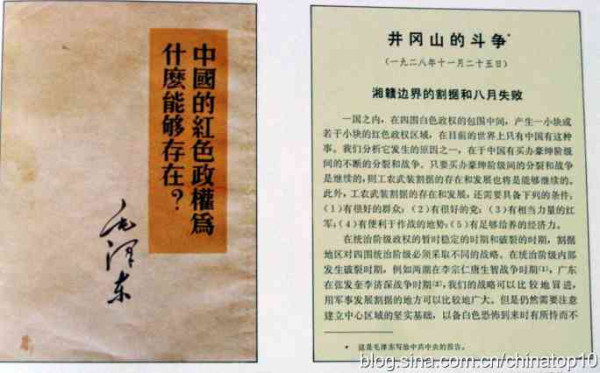 中國的紅色政權爲
什麽能够存在？
毛泽东
井冈山的斗争*
（一九二八年十一月二十五日）
湘赣边界的割据和八月失败
一国之内，在四围白色政权的包围中间，产生一小块或
若干小块的红色政权区域，在目前的世界上只有中国有这种
事。我们分析它发生的原因之一，在于中国有买办豪绅阶级
间的不断的分裂和战争。只要买办豪绅阶级间的分裂和战争
是继续的，则工农武装割据的存在和发展也将是能够继续的。
此外，工农武装割据的存在和发展，还需要具备下列的条件：
（1）有很好的群众；（2）有很好的党；（3）有相当力量的红
军；（4）有便利于作战的地势；（5）有足够给养的经济力。
在统治阶级政权的暂时稳定的时期和破裂的时期，割据
地区对四围统治阶级必须采取不同的战略。在统治阶级内部
发生破裂时期，例如两湖在李宗仁唐生智战争时期〔1〕，广东
在张发奎李济深战争时期〔2〕，我们的战略可以比较地冒进，
用军事发展割据的地方可以比较地广大。但是仍然需要注意
建立中心区域的坚实基础，以备白色恐怖到来时有所恃而不
* 这是毛泽东写给中共中央的报告。
blog.sina.com.cn/chinatop10